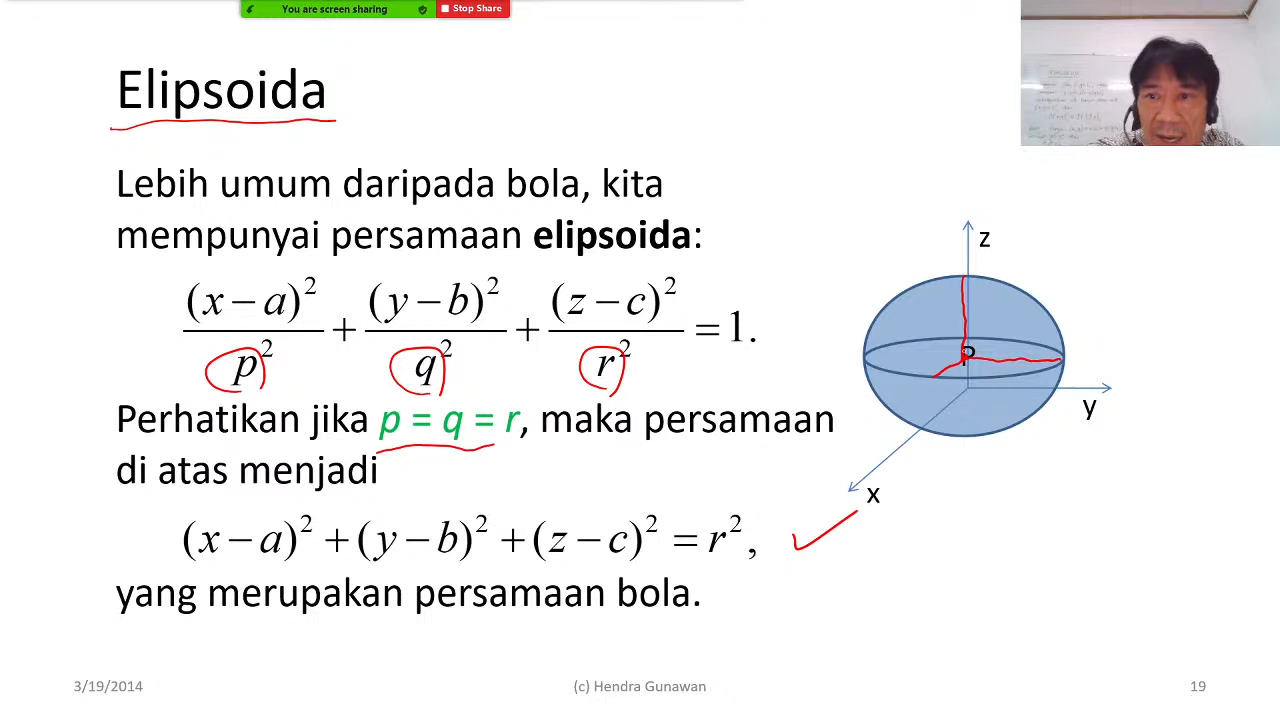 You are screen sharing Stop Share
Elipsoida
Lebih umum daripada bola, kita
mempunyai persamaan elipsoida:
(x − a)²/p² + (y − b)²/q² + (z − c)²/r² = 1.
Perhatikan jika p = q = r, maka persamaan
di atas menjadi
(x − a)² + (y − b)² + (z − c)² = r²,
yang merupakan persamaan bola.
z
P
y
x
3/19/2014 (c) Hendra Gunawan 19